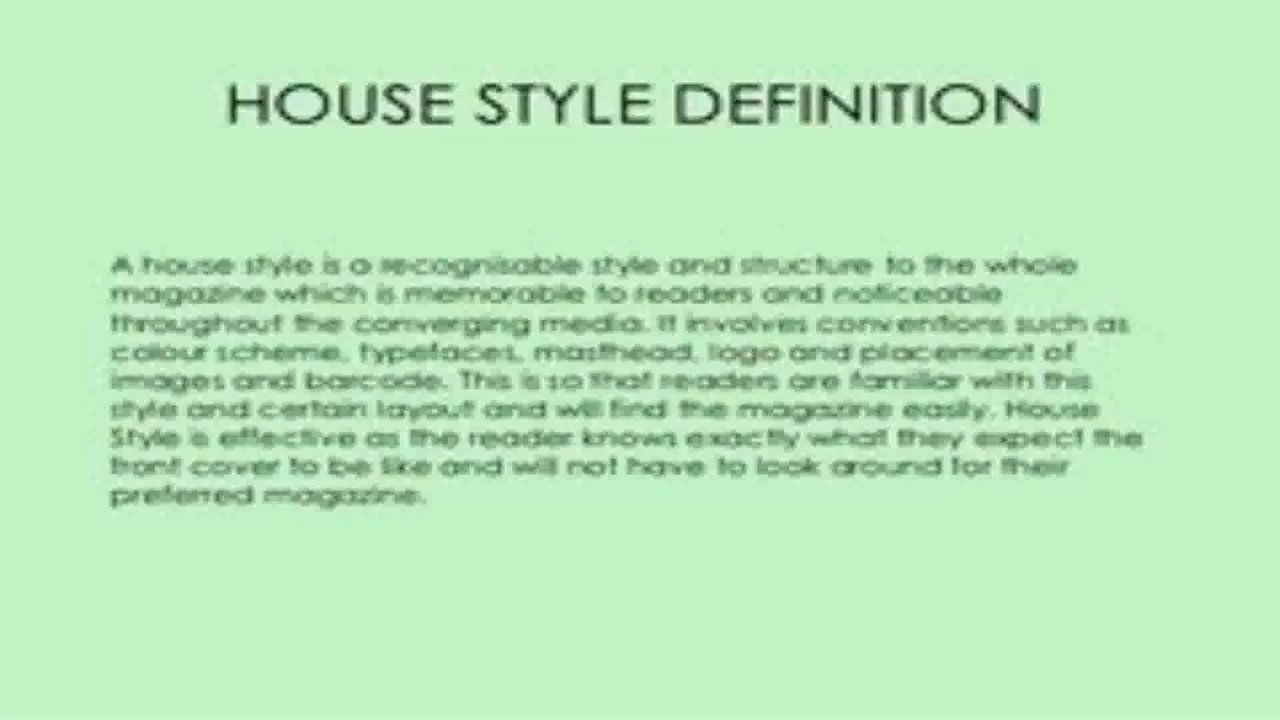 HOUSE STYLE DEFINITION
A house style is a recognisable style and structure to the whole
magazine which is memorable to readers and noticeable
throughout the converging media. It involves conventions such as
colour scheme, typefaces, masthead, logo and placement of
images and barcode. This is so that readers are familiar with this
style and certain layout and will find the magazine easily. House
Style is effective as the reader knows exactly what they expect the
front cover to be like and will not have to look around for their
preferred magazine.